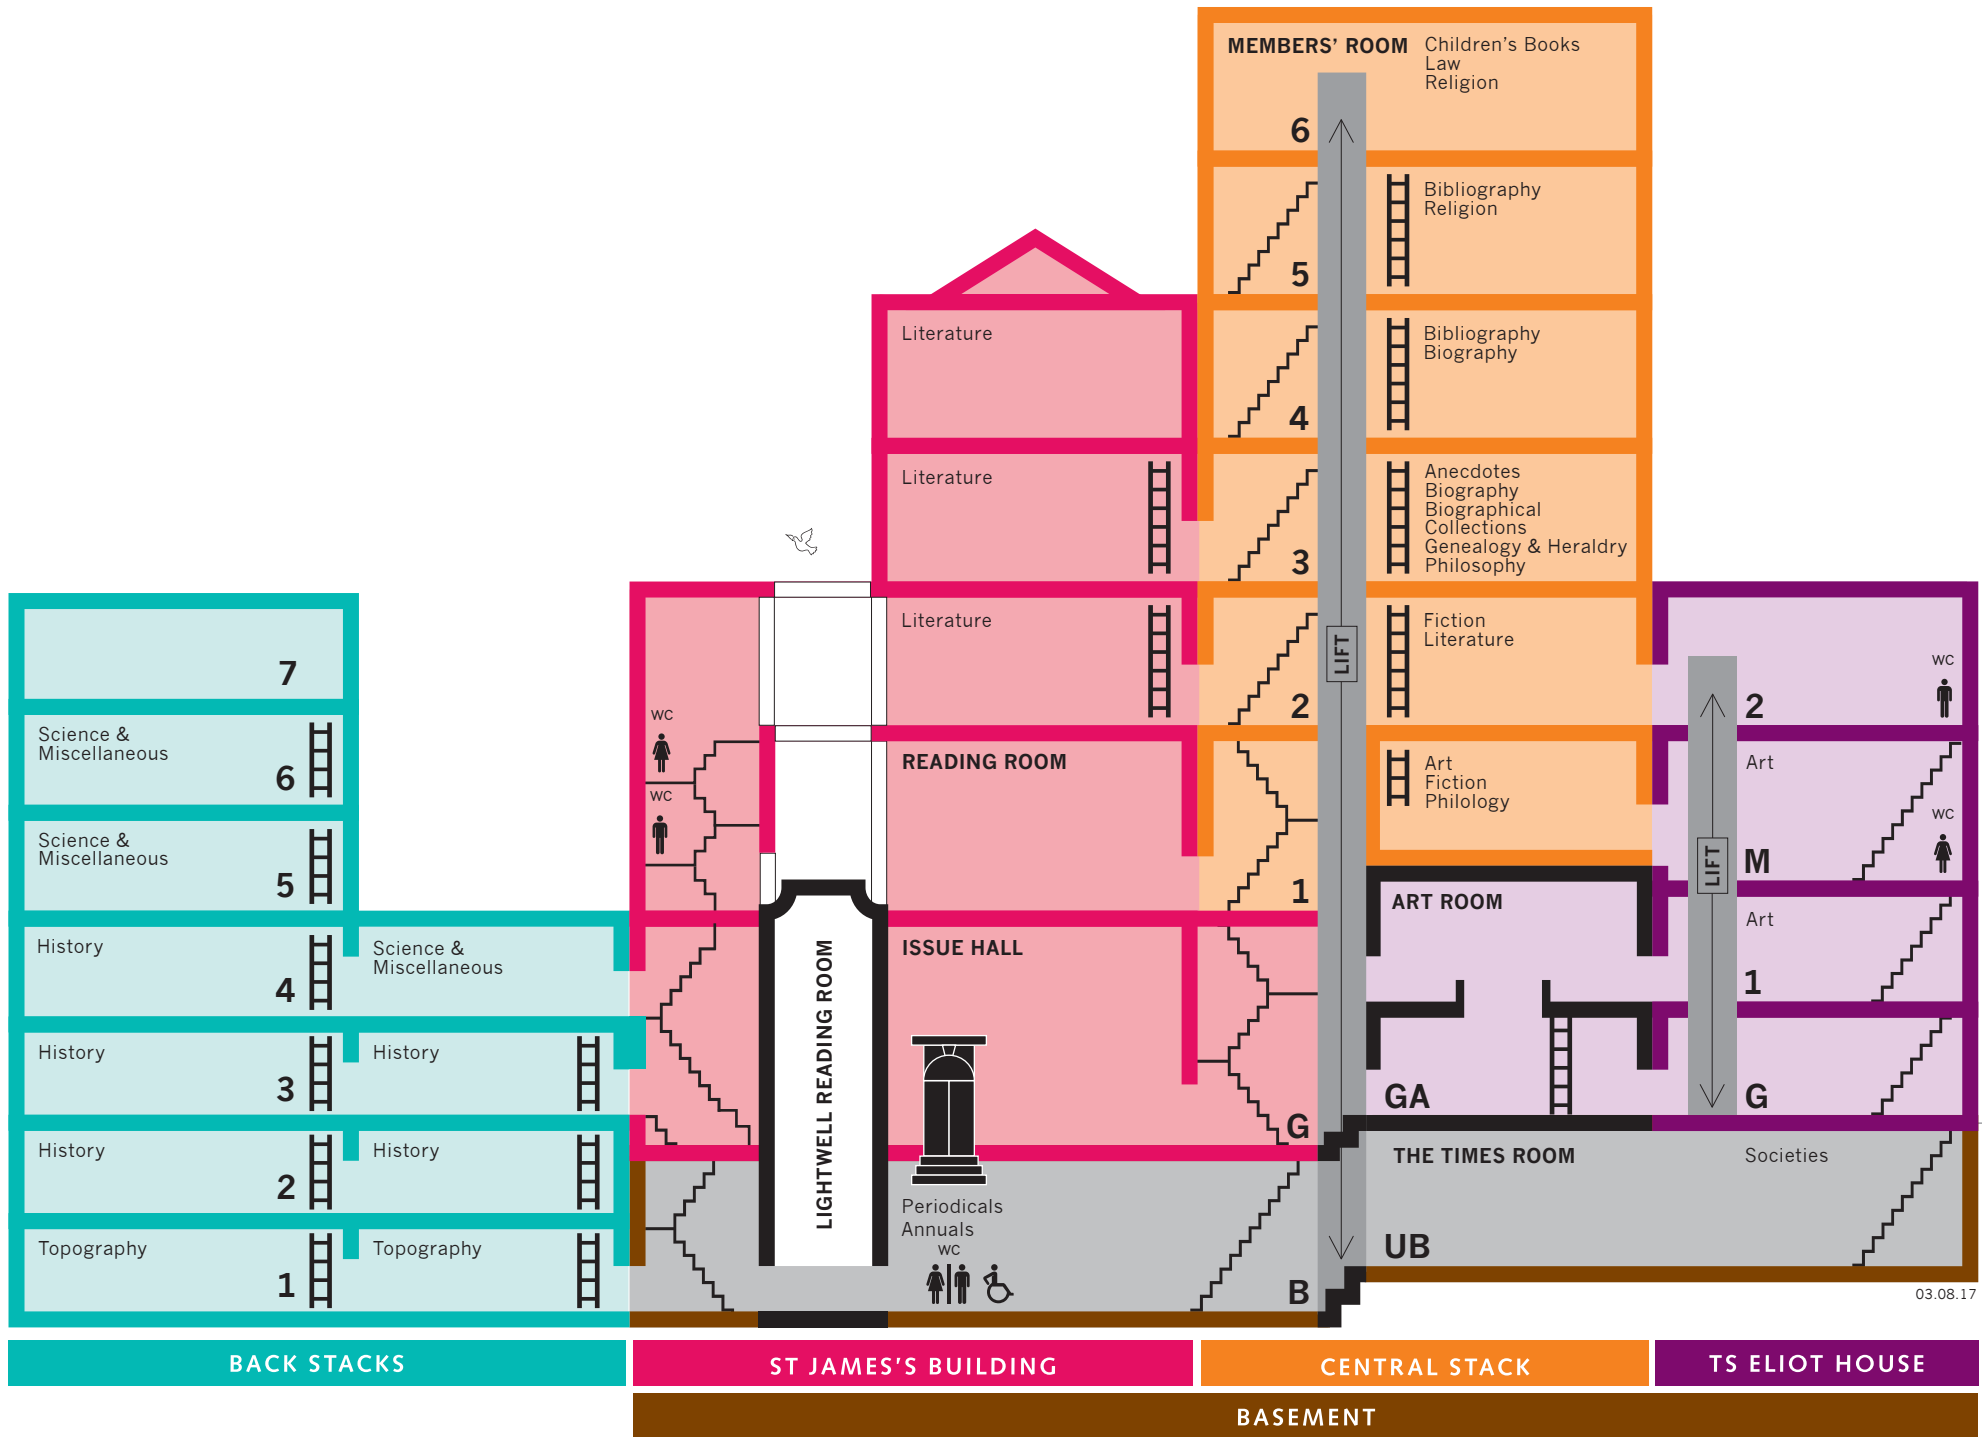 MEMBERS’ ROOM
Children’s Books
Law
Religion
6
Bibliography
Religion
5
Literature
Bibliography
Biography
4
Literature
Anecdotes
Biography
Biographical
Collections
Genealogy & Heraldry
Philosophy
3
Literature
Fiction
Literature
LIFT
2
WC
2
7
WC
Science &
Miscellaneous
6
WC
READING ROOM
Art
Fiction
Philology
1
Art
WC
LIFT
M
Science &
Miscellaneous
5
ART ROOM
Art
1
History
4
Science &
Miscellaneous
LIGHTWELL READING ROOM
ISSUE HALL
G
History
3
History
GA
G
History
2
History
THE TIMES ROOM
Societies
UB
Topography
1
Topography
Periodicals
Annuals
WC
B
03.08.17
BACK STACKS
ST JAMES’S BUILDING
CENTRAL STACK
TS ELIOT HOUSE
BASEMENT